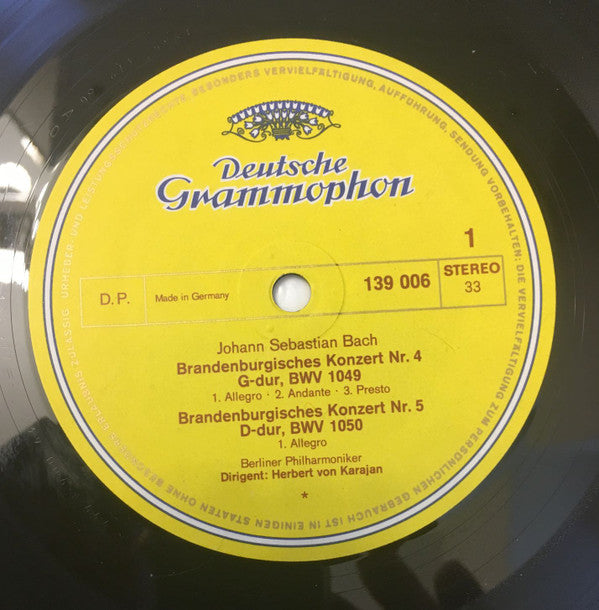 Deutsche
Grammophon
1
D.P.
Made in Germany
139 006
STEREO
33
Johann Sebastian Bach
Brandenburgisches Konzert Nr. 4
G-dur, BWV 1049
1. Allegro · 2. Andante · 3. Presto
Brandenburgisches Konzert Nr. 5
D-dur, BWV 1050
1. Allegro
Berliner Philharmoniker
Dirigent: Herbert von Karajan
*
URHEBER- UND LEISTUNGSSCHUTZRECHTE, BESONDERS VERVIELFÄLTIGUNG, AUFFÜHRUNG, SENDUNG VORBEHALTEN: DIE VERVIELFÄLTIGUNG ZUM PERSÖNLICHEN GEBRAUCH IST IN EINIGEN STAATEN OHNE BESONDERE ERLAUBNIS ZULÄSSIG